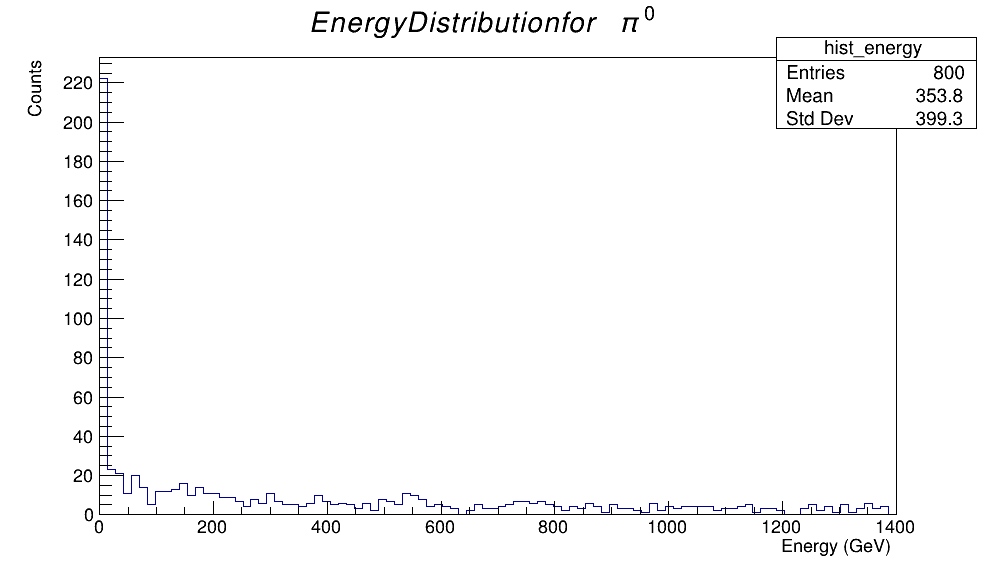 EnergyDistributionfor π⁰
hist_energy
Entries 800
Mean 353.8
Std Dev 399.3
Counts
220
200
180
160
140
120
100
80
60
40
20
0
0 200 400 600 800 1000 1200 1400
Energy (GeV)